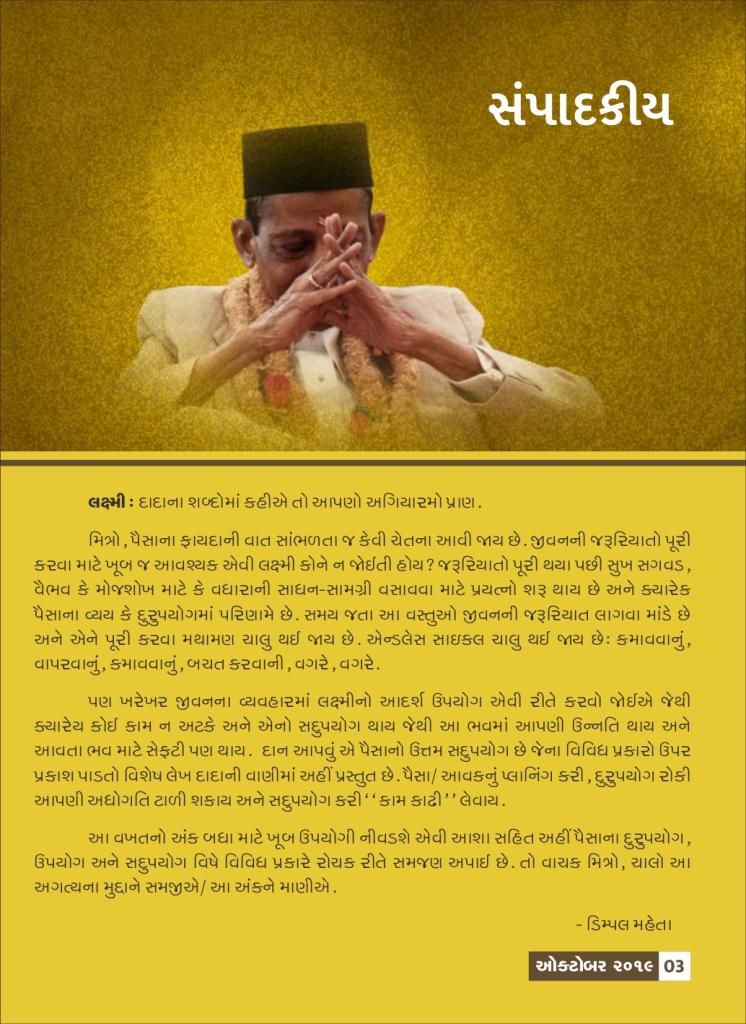 સંપાદકીય
લક્ષ્મી : દાદાના શબ્દોમાં કહીએ તો આપણો અગિયારમો પ્રાણ.
મિત્રો, પૈસાના ફાયદાની વાત સાંભળતા જ કેવી ચેતના આવી જાય છે. જીવનની જરૂરિયાતો પૂરી
કરવા માટે ખૂબ જ આવશ્યક એવી લક્ષ્મી કોને ન જોઈતી હોય? જરૂરિયાતો પૂરી થયા પછી સુખ સગવડ,
વૈભવ કે મોજશોખ માટે કે વધારાની સાધન-સામગ્રી વસાવવા માટે પ્રયત્નો શરૂ થાય છે અને ક્યારેક
પૈસાના વ્યય કે દુરુપયોગમાં પરિણામે છે. સમય જતા આ વસ્તુઓ જીવનની જરૂરિયાત લાગવા માંડે છે
અને એને પૂરી કરવા મથામણ ચાલુ થઈ જાય છે. એન્ડલેસ સાઇકલ ચાલુ થઈ જાય છે: કમાવવાનું,
વાપરવાનું, કમાવવાનું, બચત કરવાની, વગરે, વગરે.
પણ ખરેખર જીવનના વ્યવહારમાં લક્ષ્મીનો આદર્શ ઉપયોગ એવી રીતે કરવો જોઈએ જેથી
ક્યારેય કોઈ કામ ન અટકે અને એનો સદુપયોગ થાય જેથી આ ભવમાં આપણી ઉન્નતિ થાય અને
આવતા ભવ માટે સેફ્ટી પણ થાય. દાન આપવું એ પૈસાનો ઉત્તમ સદુપયોગ છે જેના વિવિધ પ્રકારો ઉપર
પ્રકાશ પાડતો વિશેષ લેખ દાદાની વાણીમાં અહીં પ્રસ્તુત છે. પૈસા/ આવકનું પ્લાનિંગ કરી, દુરુપયોગ રોકી
આપણી અધોગતિ ટાળી શકાય અને સદુપયોગ કરી ‘‘કામ કાઢી’’ લેવાય.
આ વખતનો અંક બધા માટે ખૂબ ઉપયોગી નીવડશે એવી આશા સહિત અહીં પૈસાના દુરુપયોગ,
ઉપયોગ અને સદુપયોગ વિષે વિવિધ પ્રકારે રોચક રીતે સમજણ અપાઈ છે. તો વાચક મિત્રો, ચાલો આ
અગત્યના મુદ્દાને સમજીએ/ આ અંકને માણીએ.
- ડિમ્પલ મહેતા
ઓક્ટોબર ૨૦૧૯ 03